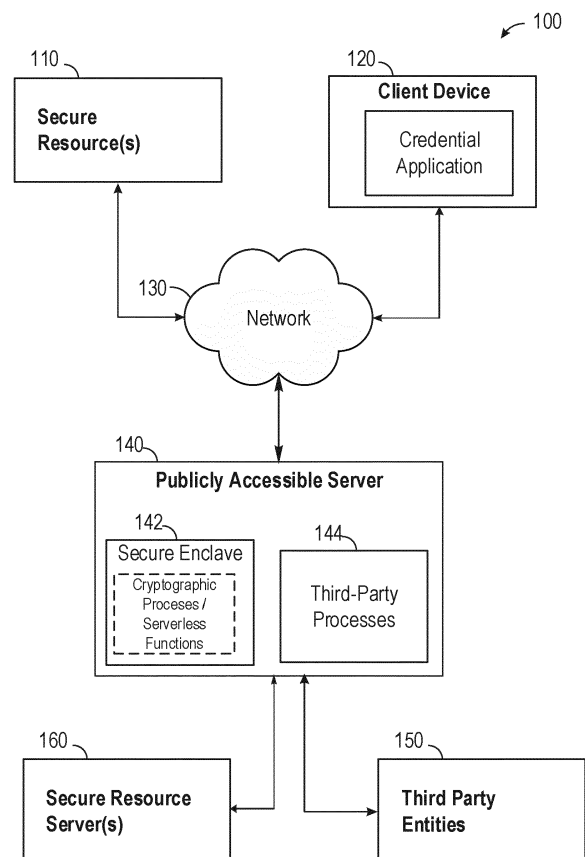 100
110
Secure
Resource(s)
120
Client Device
Credential
Application
130
Network
140
Publicly Accessible Server
142
Secure Enclave
Cryptographic
Proceses /
Serverless
Functions
144
Third-Party
Processes
160
Secure Resource
Server(s)
150
Third Party
Entities